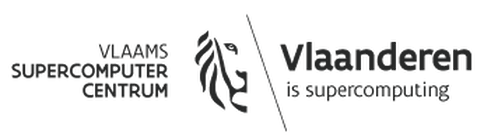 VLAAMS
SUPERCOMPUTER
CENTRUM
Vlaanderen
is supercomputing